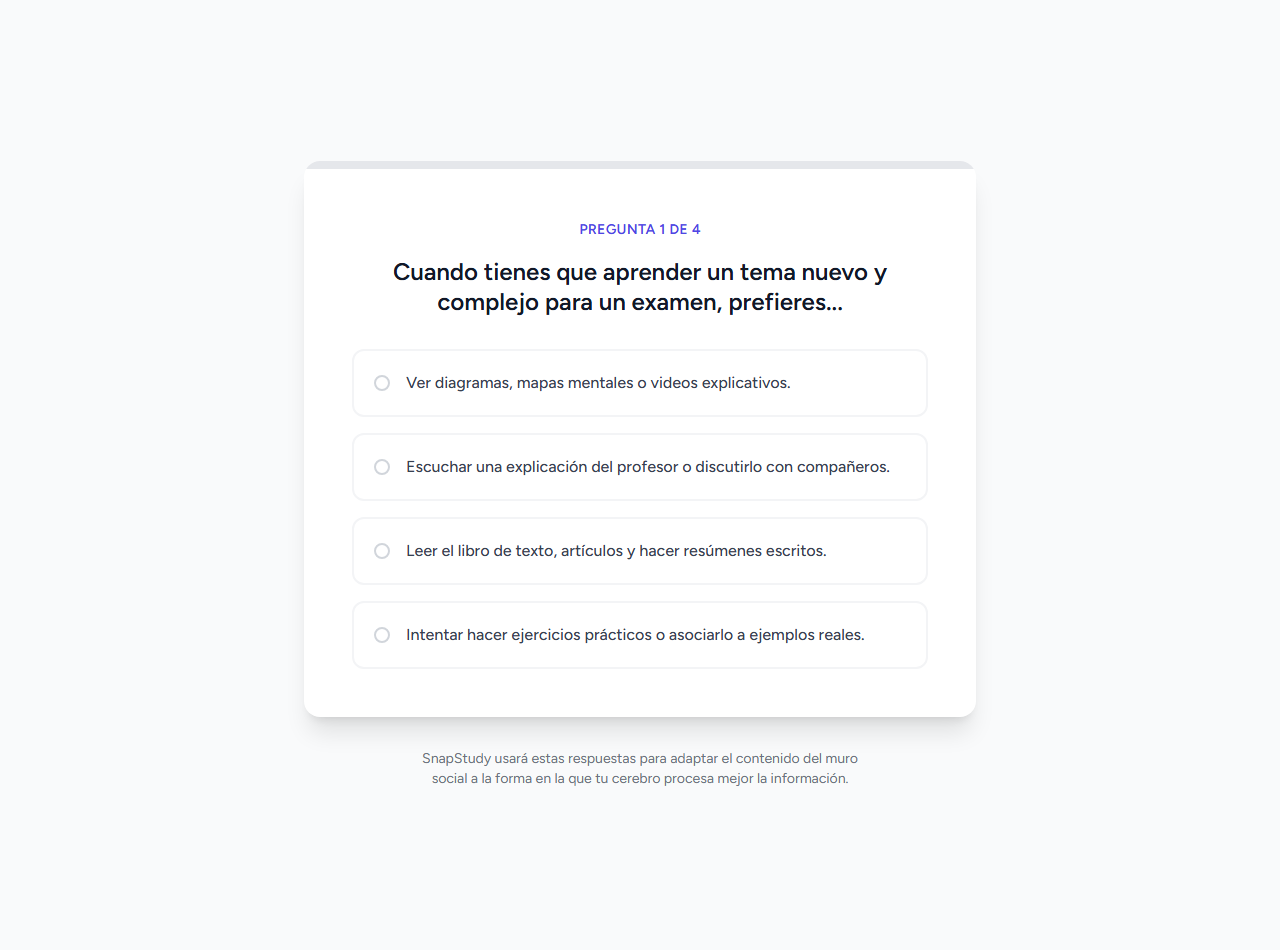 PREGUNTA 1 DE 4
Cuando tienes que aprender un tema nuevo y
complejo para un examen, prefieres...
Ver diagramas, mapas mentales o videos explicativos.
Escuchar una explicación del profesor o discutirlo con compañeros.
Leer el libro de texto, artículos y hacer resúmenes escritos.
Intentar hacer ejercicios prácticos o asociarlo a ejemplos reales.
SnapStudy usará estas respuestas para adaptar el contenido del muro
social a la forma en la que tu cerebro procesa mejor la información.